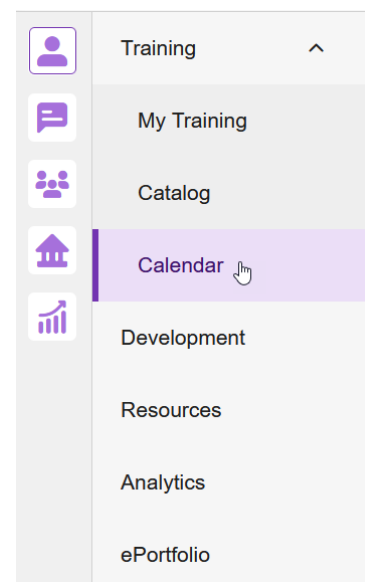 Training
My Training
Catalog
Calendar
Development
Resources
Analytics
ePortfolio